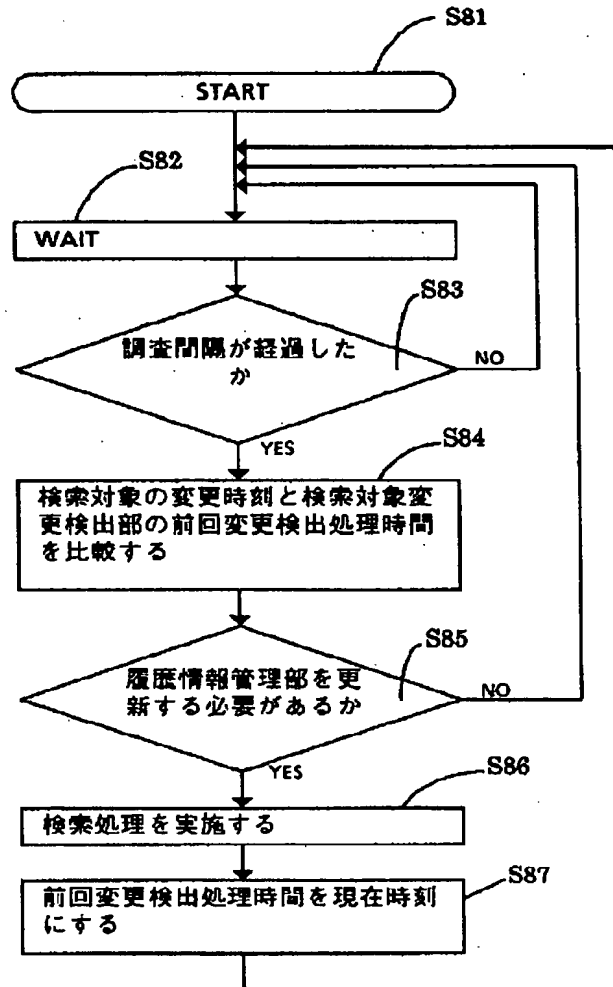 S81
START
S82
WAIT
S83
調査間隔が経過した
か
NO
YES
S84
検索対象の変更時刻と検索対象変
更検出部の前回変更検出処理時間
を比較する
S85
履歴情報管理部を更
新する必要があるか
NO
YES
S86
検索処理を実施する
S87
前回変更検出処理時間を現在時刻
にする